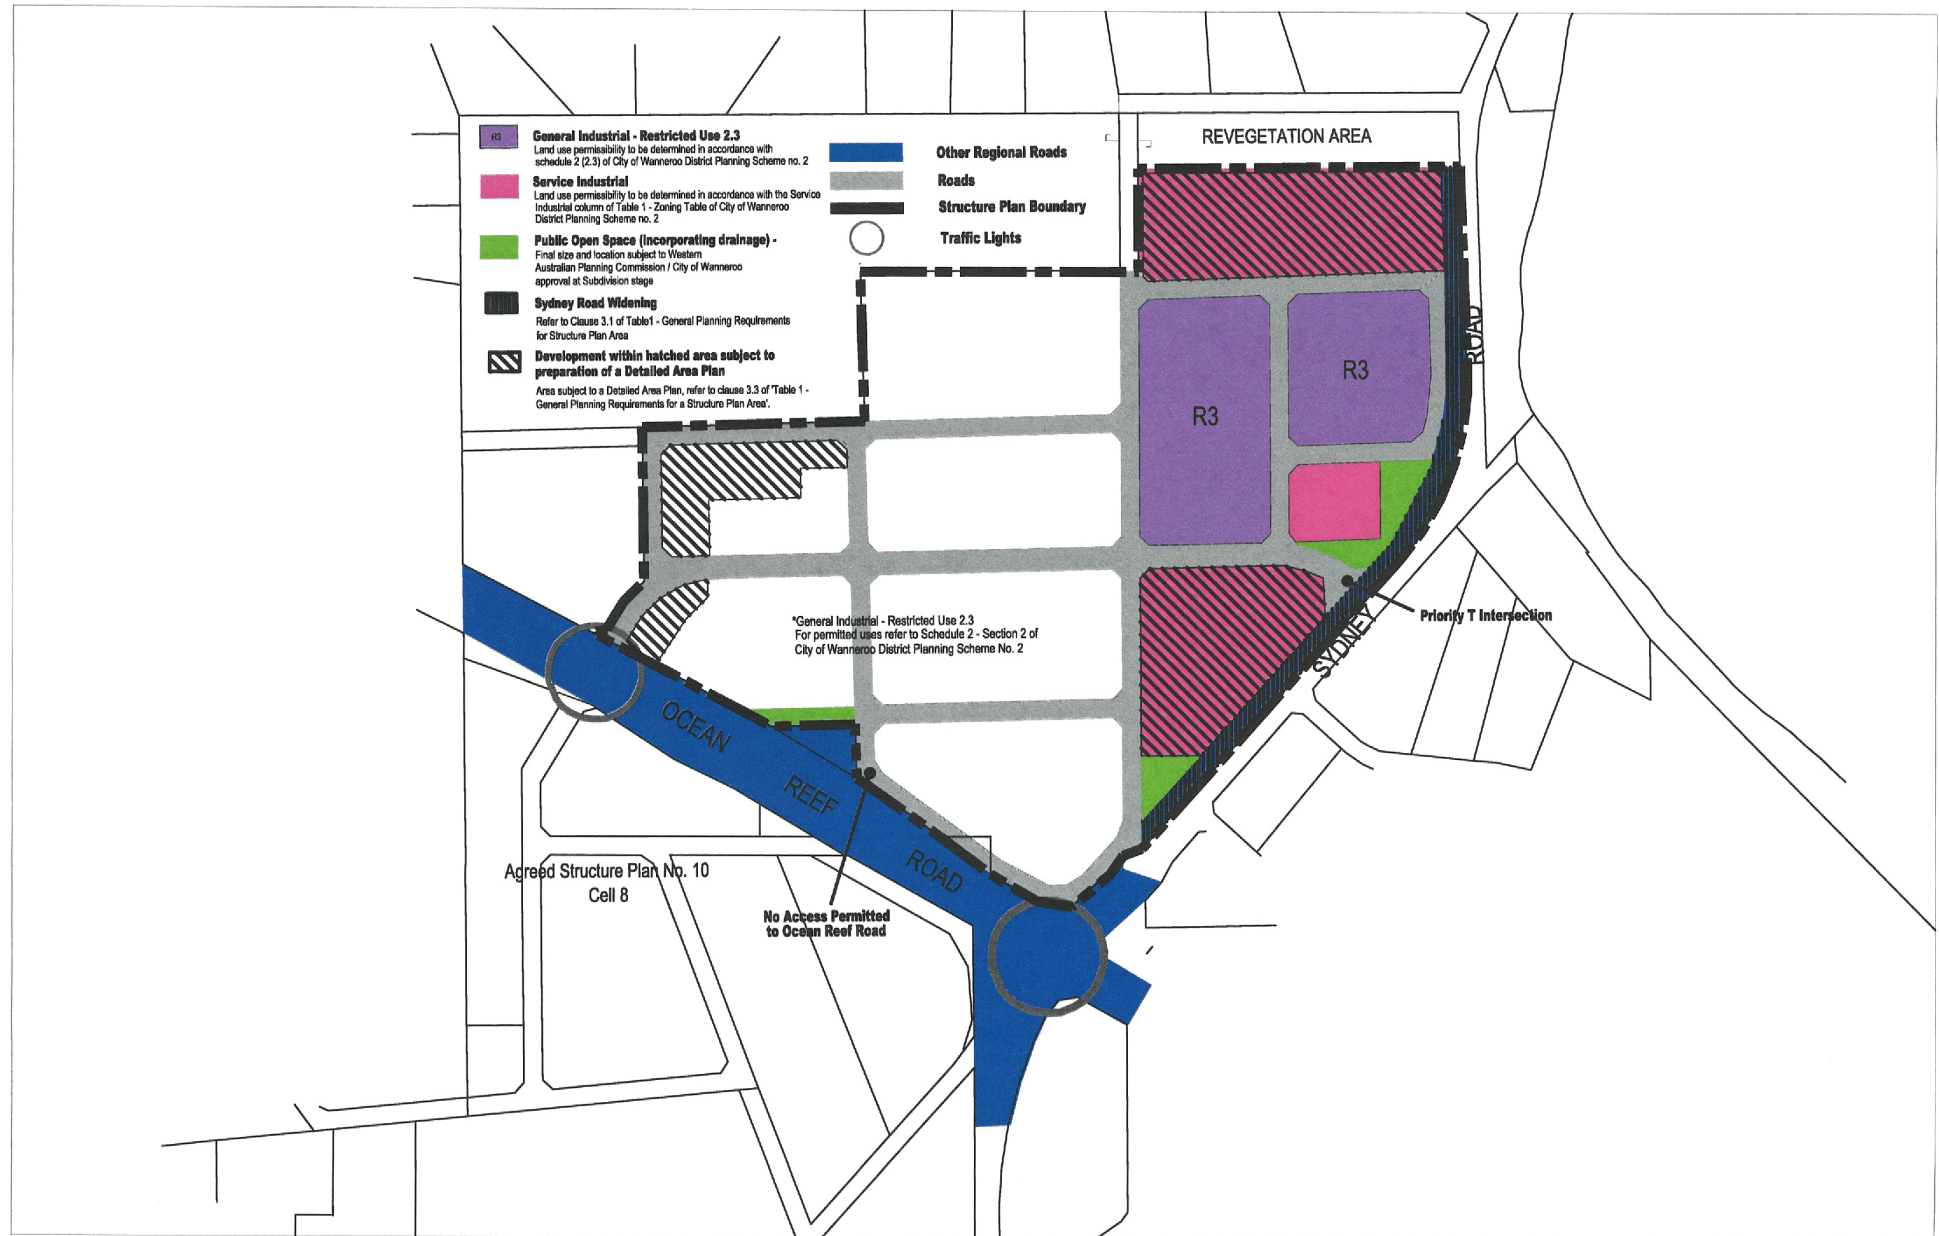 R3
General Industrial - Restricted Use 2.3
Land use permissibility to be determined in accordance with
schedule 2 (2.3) of City of Wanneroo District Planning Scheme no. 2
Service Industrial
Land use permissibility to be determined in accordance with the Service
Industrial column of Table 1 - Zoning Table of City of Wanneroo
District Planning Scheme no. 2
Public Open Space (Incorporating drainage) -
Final size and location subject to Western
Australian Planning Commission / City of Wanneroo
approval at Subdivision stage
Sydney Road Widening
Refer to Clause 3.1 of Table1 - General Planning Requirements
for Structure Plan Area
Development within hatched area subject to
preparation of a Detailed Area Plan
Area subject to a Detailed Area Plan, refer to clause 3.3 of 'Table 1 -
General Planning Requirements for a Structure Plan Area'.
Other Regional Roads
Roads
Structure Plan Boundary
Traffic Lights
REVEGETATION AREA
ROAD
R3
R3
Priority T Intersection
SYDNEY
*General Industrial - Restricted Use 2.3
For permitted uses refer to Schedule 2 - Section 2 of
City of Wanneroo District Planning Scheme No. 2
OCEAN
REEF
ROAD
Agreed Structure Plan No. 10
Cell 8
No Access Permitted
to Ocean Reef Road